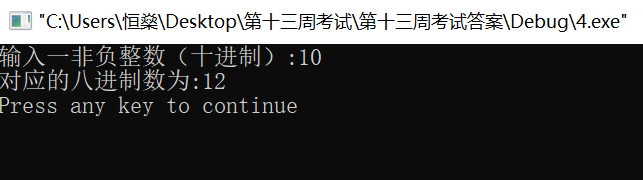 "C:\Users\恒燊\Desktop\第十三周考试\第十三周考试答案\Debug\4.exe"
输入一非负整数（十进制）:10
对应的八进制数为:12
Press any key to continue